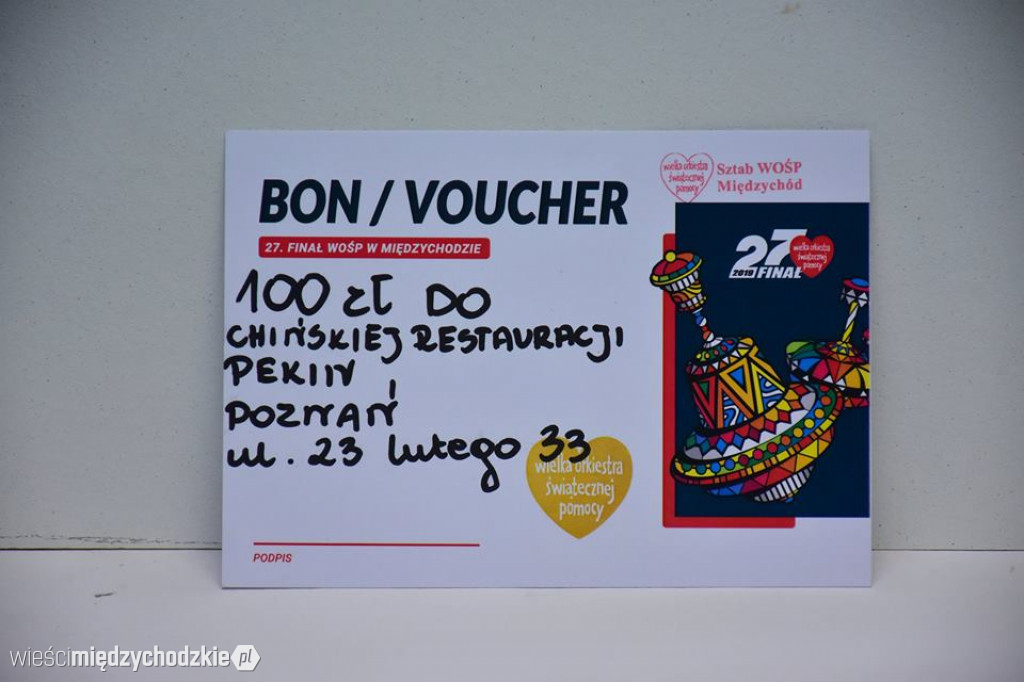 BON / VOUCHER
27. FINAŁ WOŚP W MIĘDZYCHODZIE
100 zł DO
CHIŃSKIEJ RESTAURACJI
PEKIN
POZNAŃ
ul. 23 lutego 33
wielka orkiestra
świątecznej
pomocy
PODPIS
wielka orkiestra
świątecznej
pomocy
Sztab WOŚP
Międzychód
27
2019 FINAŁ
wielka orkiestra
świątecznej
pomocy
wieścimiędzychodzkie.pl